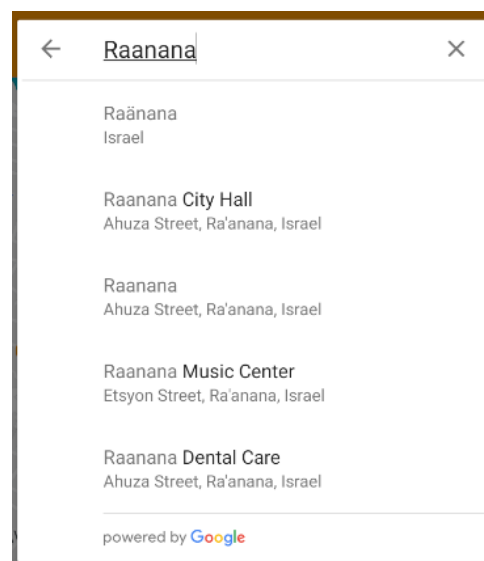 Raanana
Raänana
Israel
Raanana City Hall
Ahuza Street, Ra'anana, Israel
Raanana
Ahuza Street, Ra'anana, Israel
Raanana Music Center
Etsyon Street, Ra'anana, Israel
Raanana Dental Care
Ahuza Street, Ra'anana, Israel
powered by Google